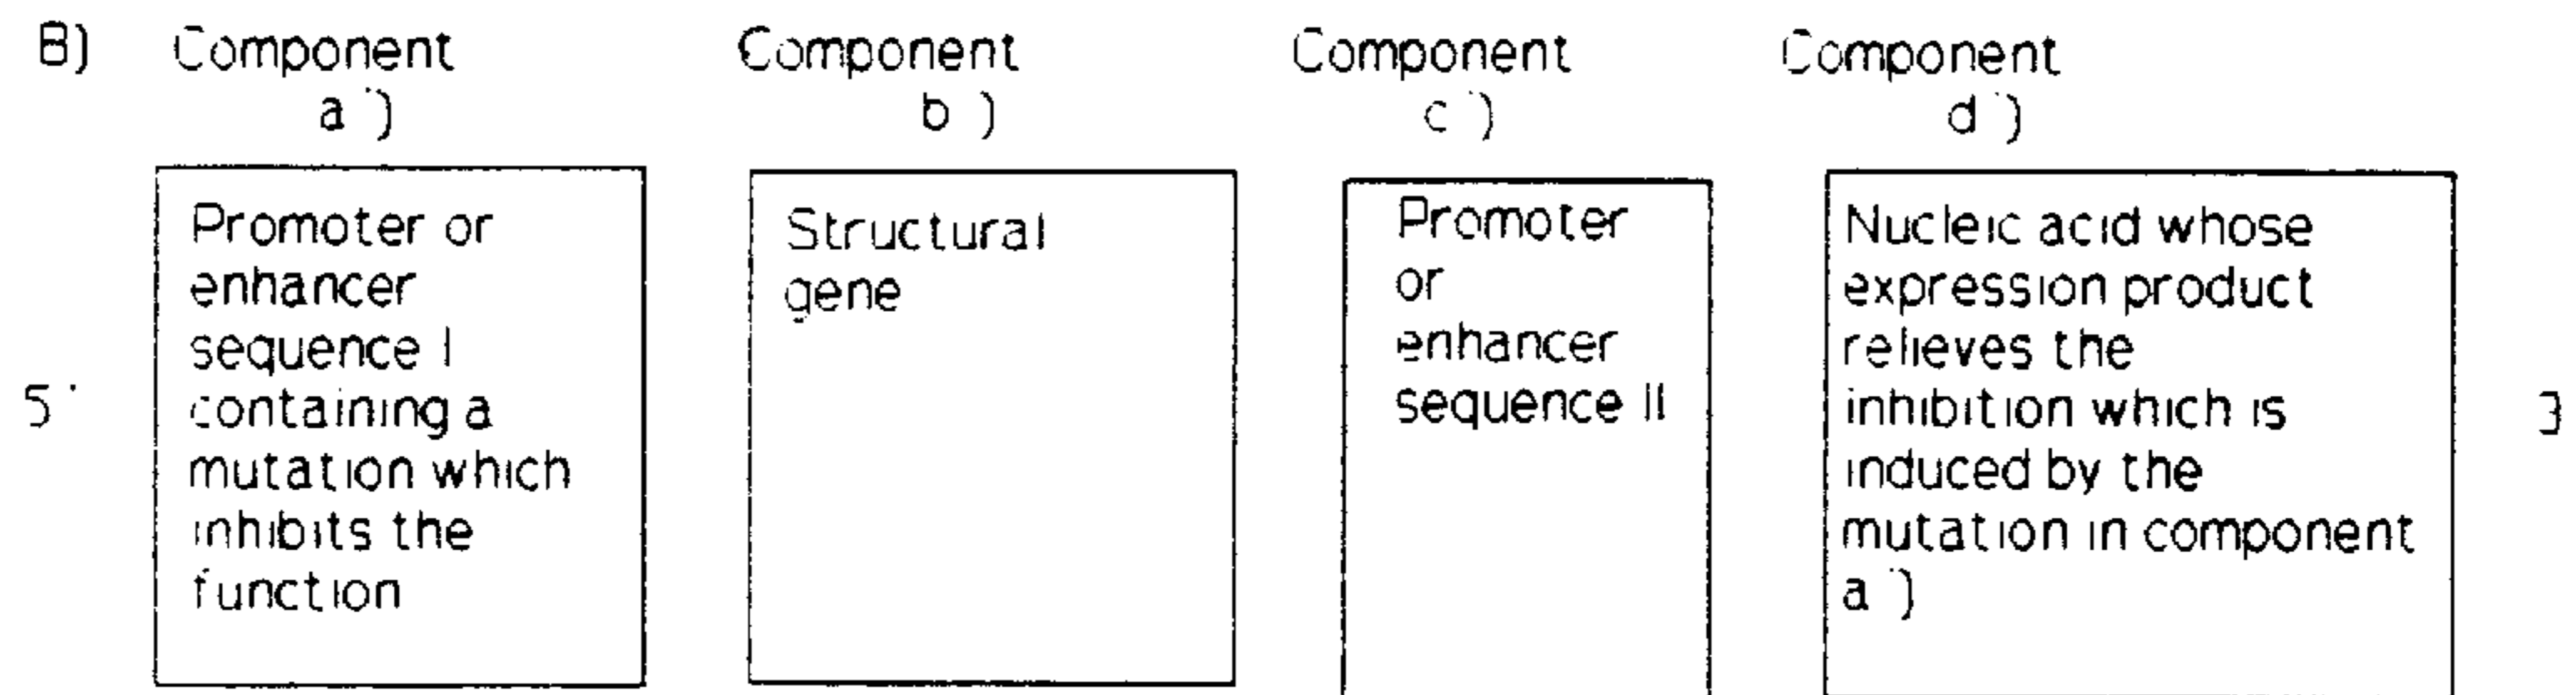 B) Component Component Component Component
a') b') c') d')
Promoter or
enhancer
sequence I
containing a
mutation which
inhibits the
function
Structural
gene
Promoter
or
enhancer
sequence II
Nucleic acid whose
expression product
relieves the
inhibition which is
induced by the
mutation in component
a')
5' 3